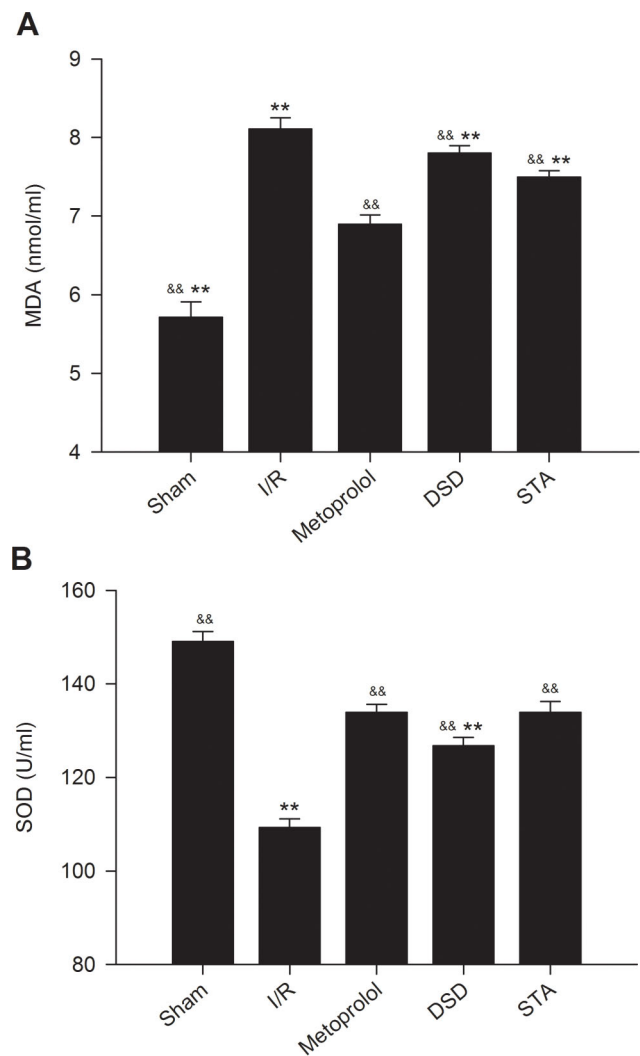 A
9
8
7
6
5
4
MDA (nmol/ml)
&& **
**
&&
&& **
&& **
Sham
I/R
Metoprolol
DSD
STA
B
160
140
120
100
80
SOD (U/ml)
&&
**
&&
&& **
&&
Sham
I/R
Metoprolol
DSD
STA